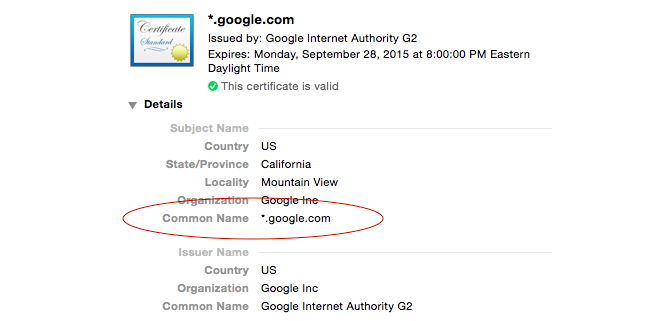 Certificate
Standard
*.google.com
Issued by: Google Internet Authority G2
Expires: Monday, September 28, 2015 at 8:00:00 PM Eastern
Daylight Time
This certificate is valid
Details
Subject Name
Country US
State/Province California
Locality Mountain View
Organization Google Inc
Common Name *.google.com
Issuer Name
Country US
Organization Google Inc
Common Name Google Internet Authority G2